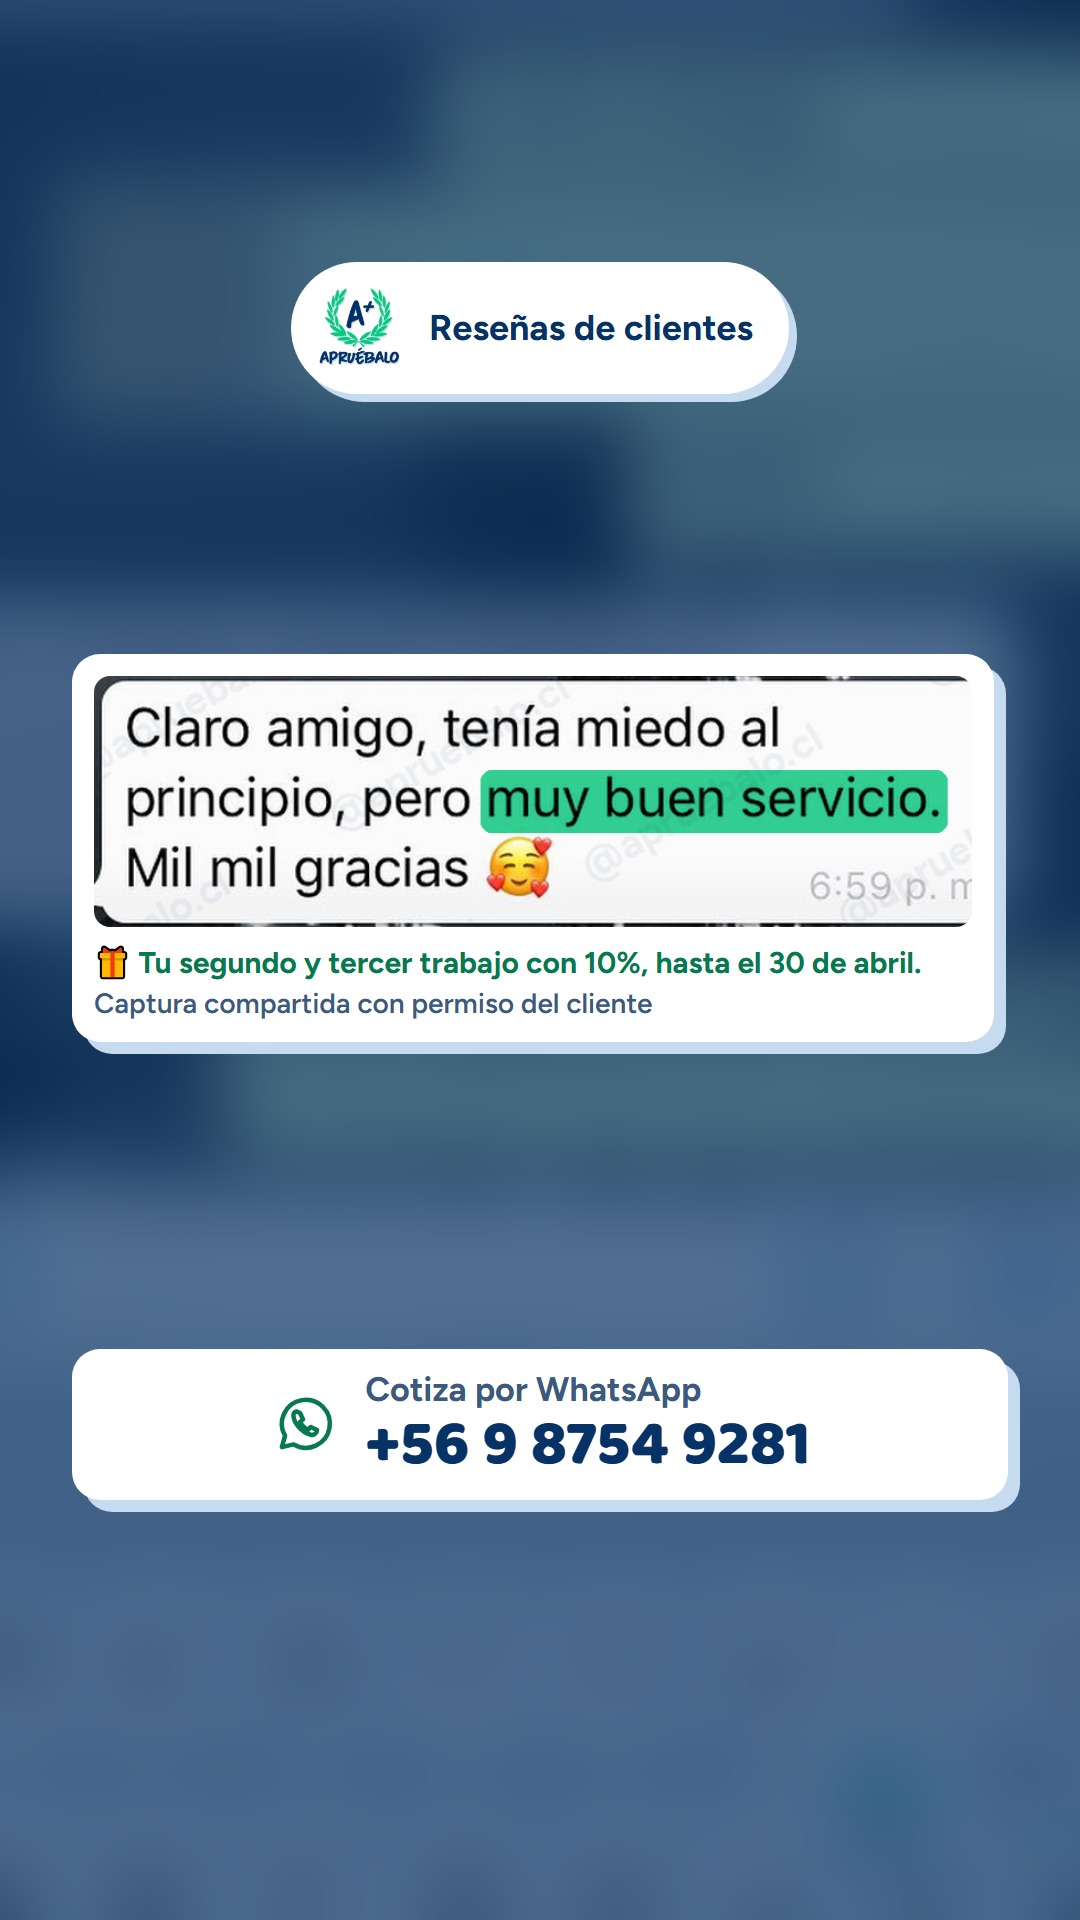 A+
APRUÉBALO
Reseñas de clientes
Claro amigo, tenía miedo al
principio, pero muy buen servicio.
Mil mil gracias 🥰
6:59 p. m
@apruebalo.cl
🎁 Tu segundo y tercer trabajo con 10%, hasta el 30 de abril.
Captura compartida con permiso del cliente
Cotiza por WhatsApp
+56 9 8754 9281